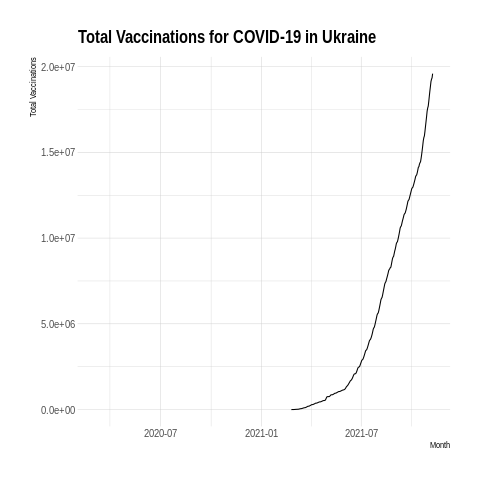 Total Vaccinations for COVID-19 in Ukraine
Total Vaccinations
2.0e+07
1.5e+07
1.0e+07
5.0e+06
0.0e+00
2020-07
2021-01
2021-07
Month